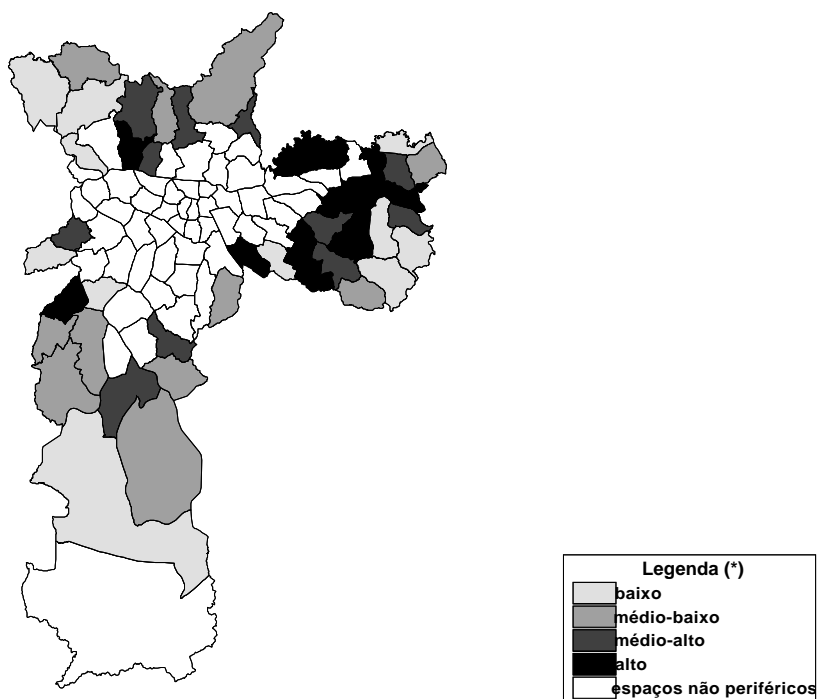 Legenda (*)
baixo
médio-baixo
médio-alto
alto
espaços não periféricos